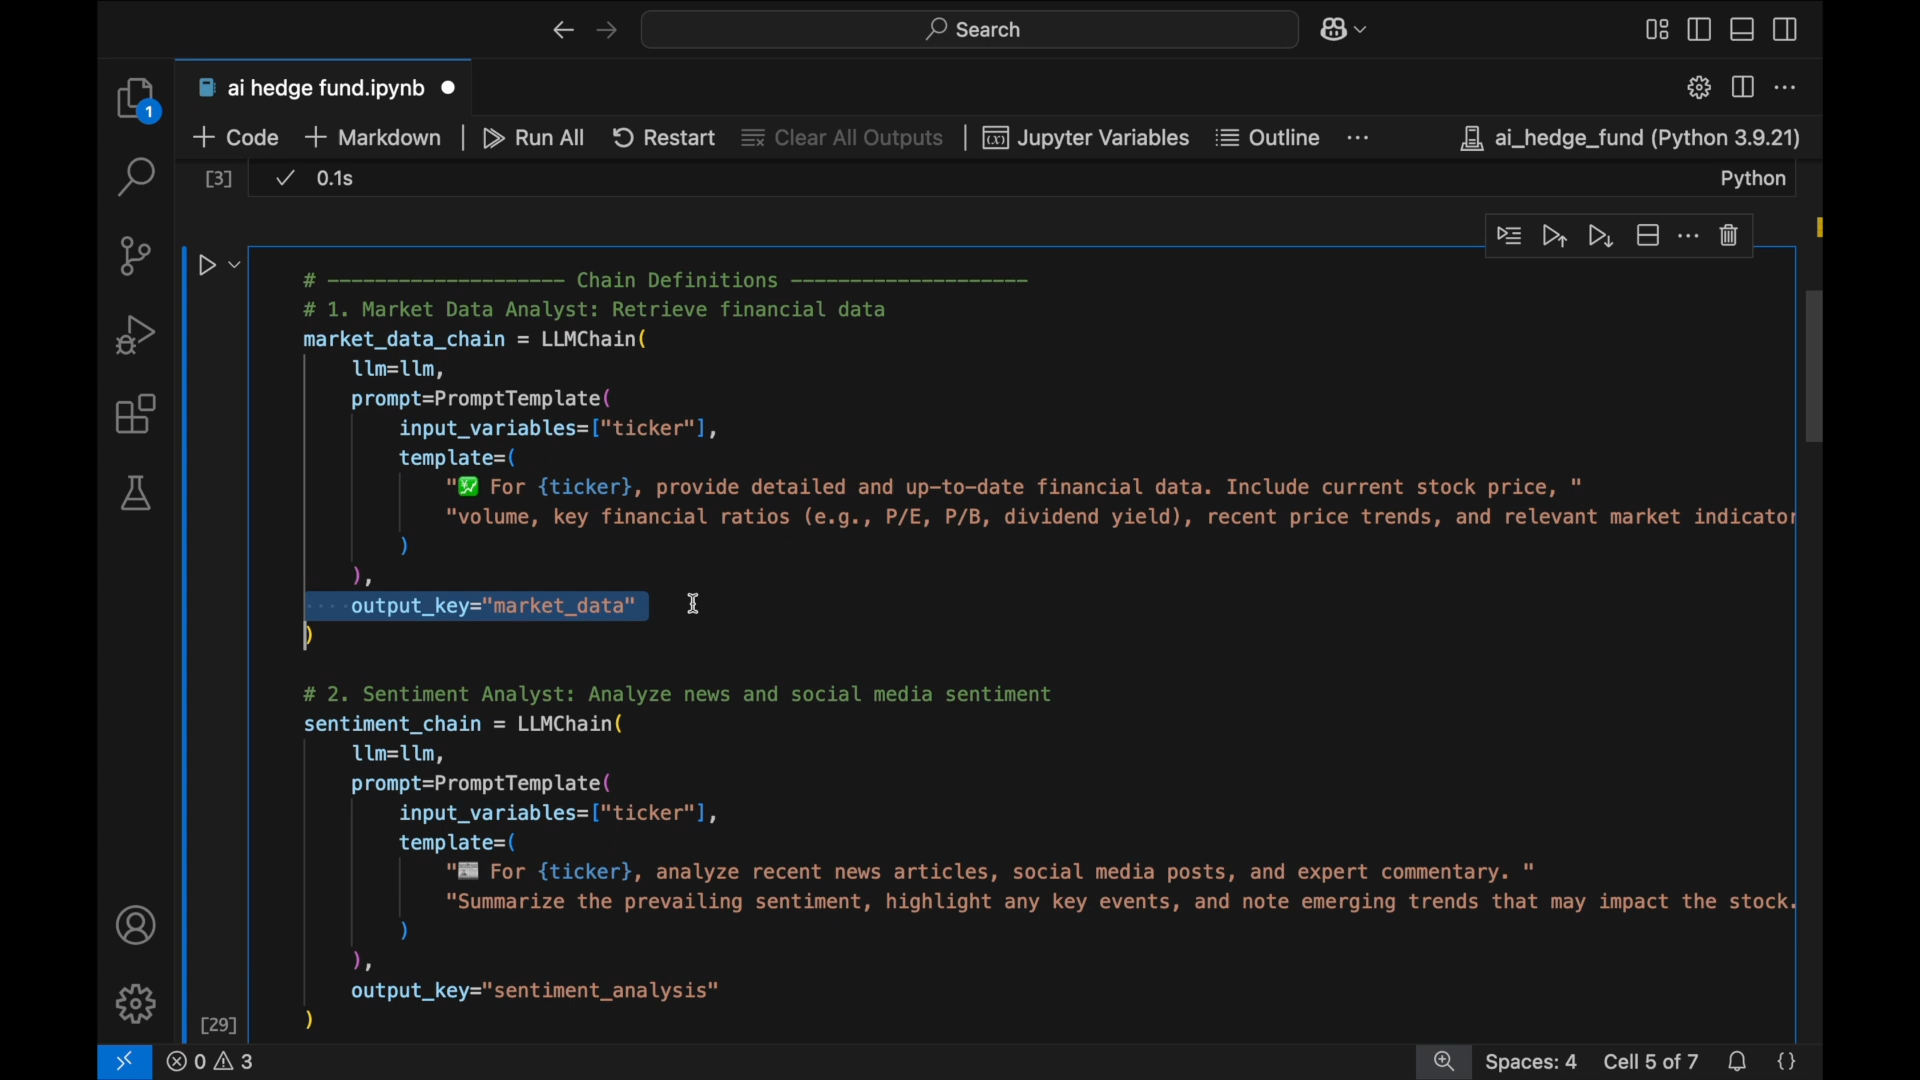 Search
ai hedge fund.ipynb
1
+ Code + Markdown Run All Restart Clear All Outputs Jupyter Variables Outline ... ai_hedge_fund (Python 3.9.21)
[3] 0.1s Python
# -------------------- Chain Definitions --------------------
# 1. Market Data Analyst: Retrieve financial data
market_data_chain = LLMChain(
llm=llm,
prompt=PromptTemplate(
input_variables=["ticker"],
template=(
"💹 For {ticker}, provide detailed and up-to-date financial data. Include current stock price, "
"volume, key financial ratios (e.g., P/E, P/B, dividend yield), recent price trends, and relevant market indicator
)
),
output_key="market_data"
)
# 2. Sentiment Analyst: Analyze news and social media sentiment
sentiment_chain = LLMChain(
llm=llm,
prompt=PromptTemplate(
input_variables=["ticker"],
template=(
"📰 For {ticker}, analyze recent news articles, social media posts, and expert commentary. "
"Summarize the prevailing sentiment, highlight any key events, and note emerging trends that may impact the stock.
)
),
output_key="sentiment_analysis"
)
[29]
0 3 Spaces: 4 Cell 5 of 7 {}